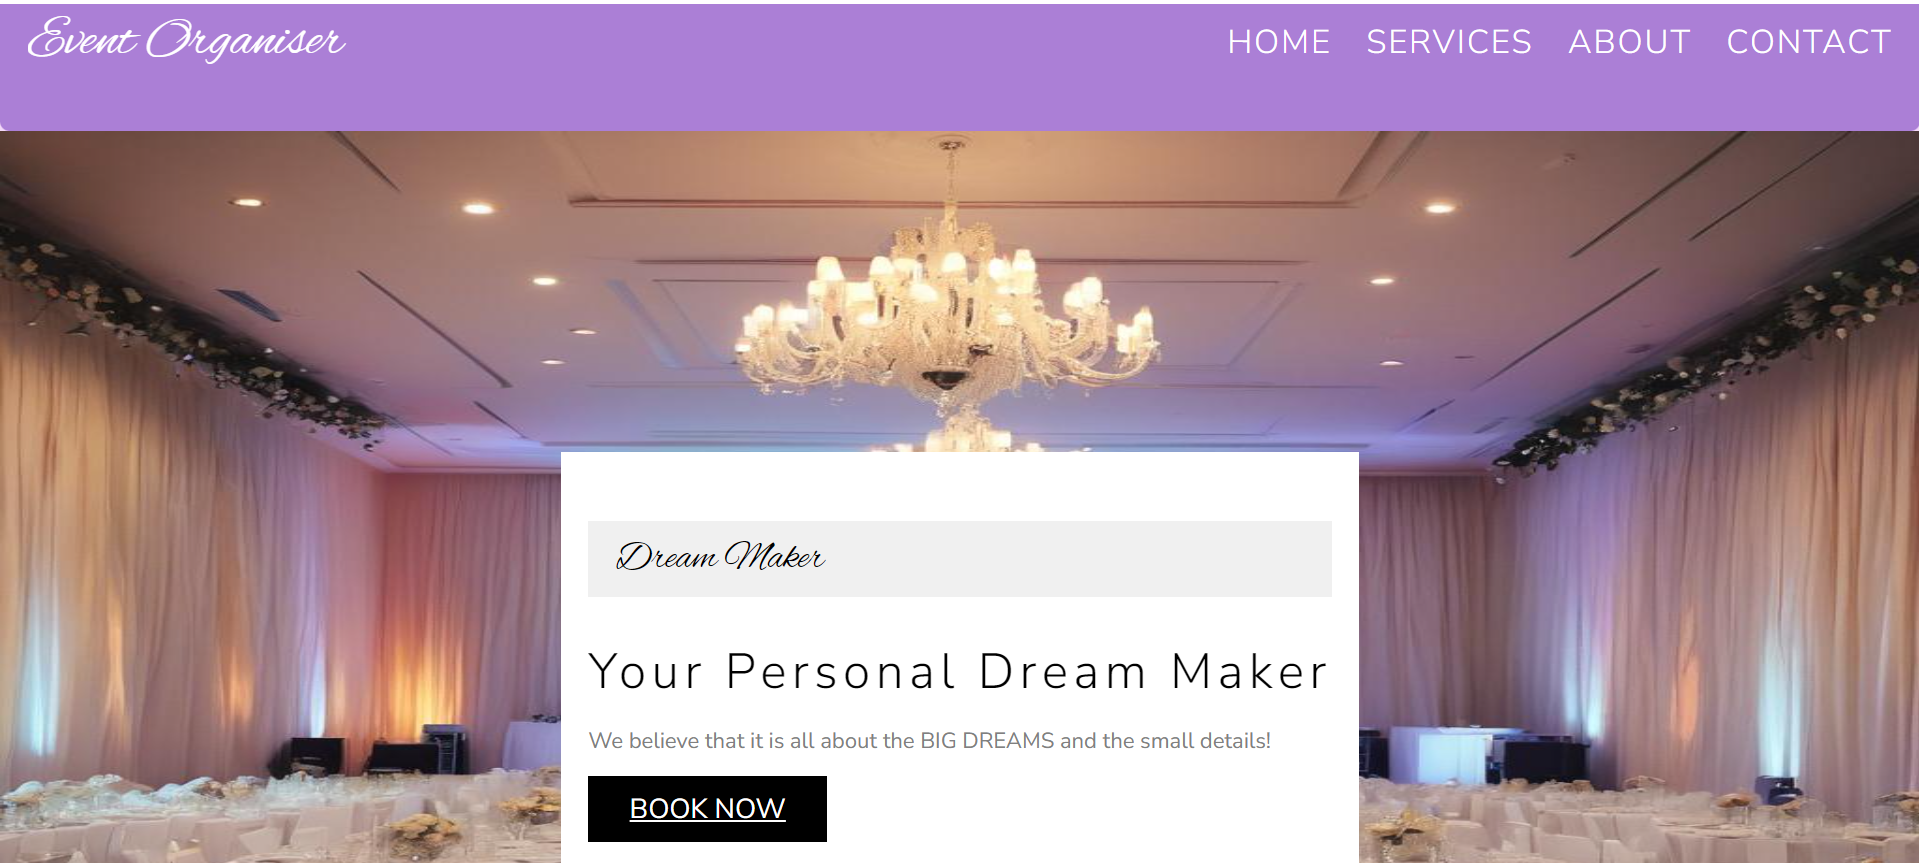 Event Organiser
HOME SERVICES ABOUT CONTACT
Dream Maker
Your Personal Dream Maker
We believe that it is all about the BIG DREAMS and the small details!
BOOK NOW